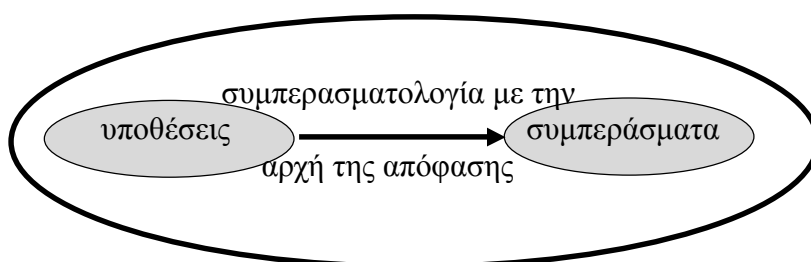 συμπερασματολογία με την
υποθέσεις
συμπεράσματα
αρχή της απόφασης